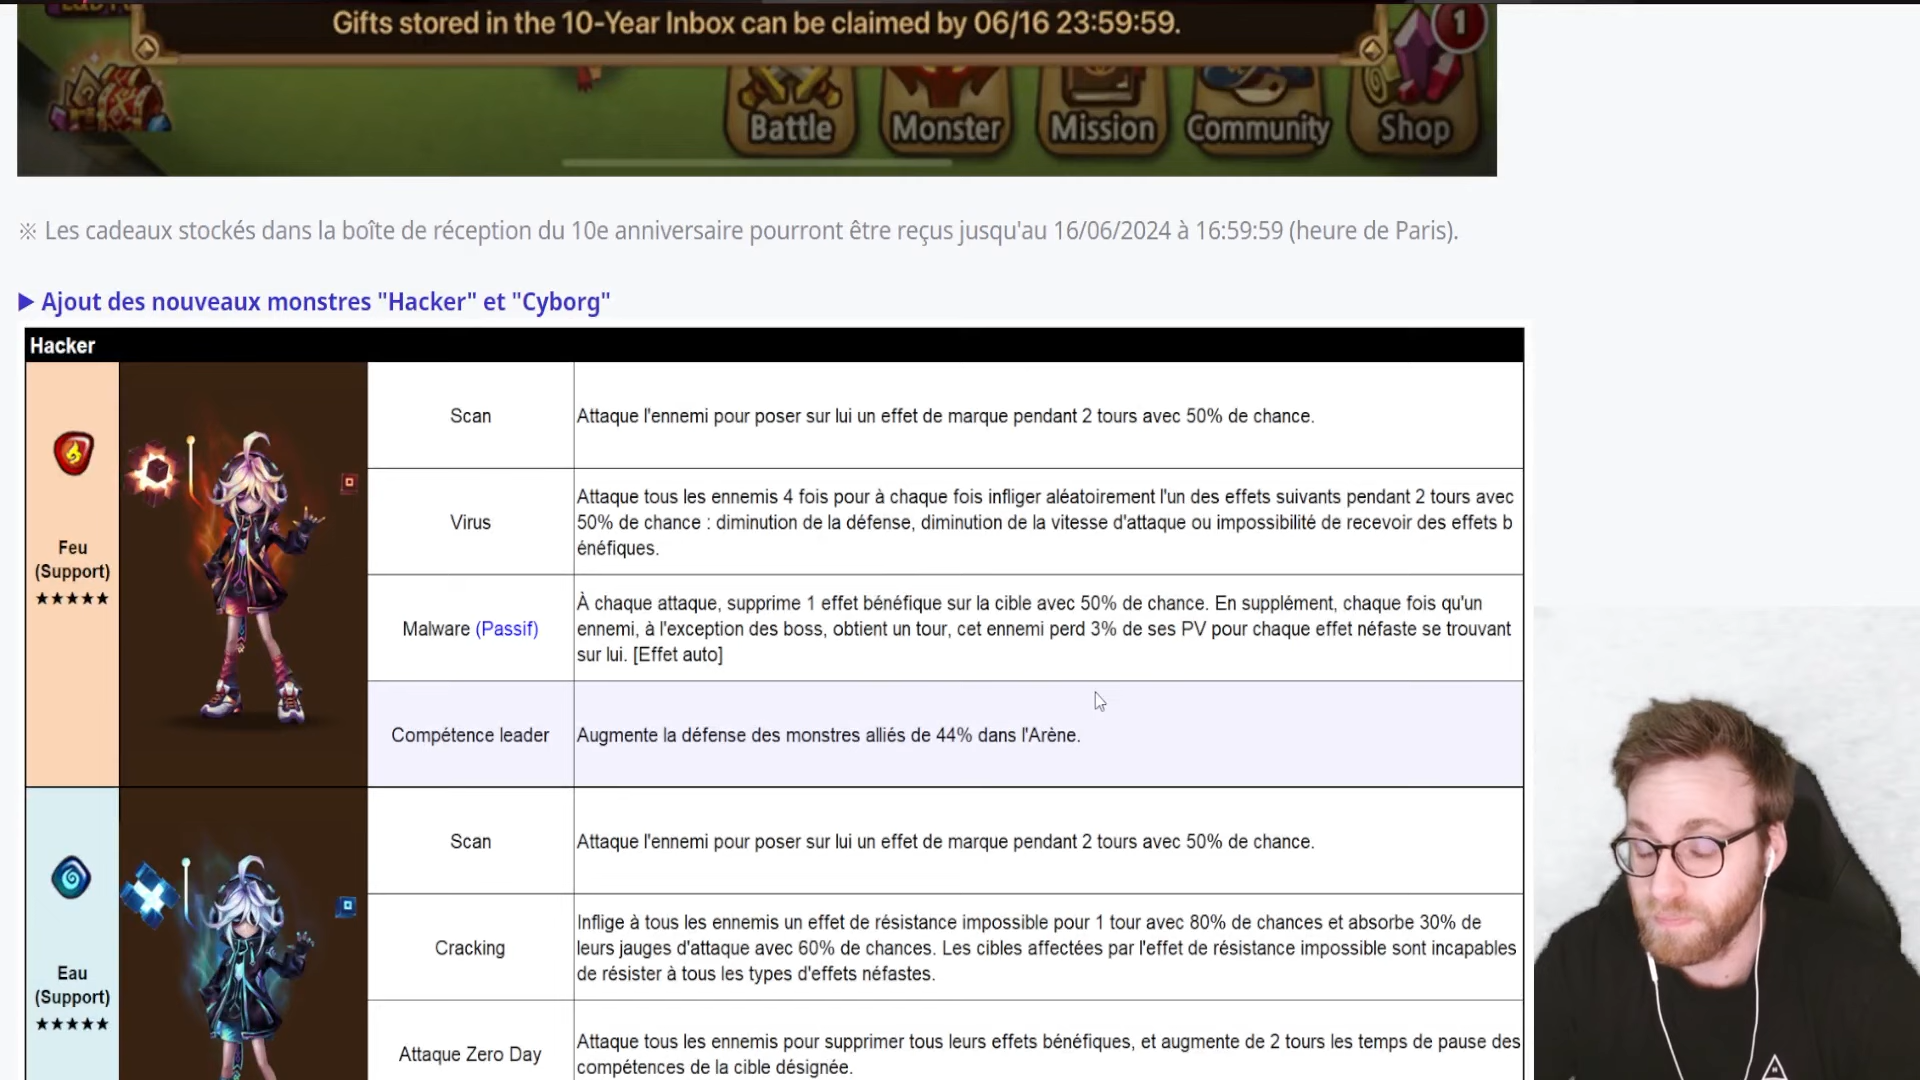 Gifts stored in the 10-Year Inbox can be claimed by 06/16 23:59:59.
1
Battle
Monster
Mission
Community
Shop
※ Les cadeaux stockés dans la boîte de réception du 10e anniversaire pourront être reçus jusqu'au 16/06/2024 à 16:59:59 (heure de Paris).
▶ Ajout des nouveaux monstres "Hacker" et "Cyborg"
Hacker
Feu
(Support)
★★★★★
Scan
Attaque l'ennemi pour poser sur lui un effet de marque pendant 2 tours avec 50% de chance.
Virus
Attaque tous les ennemis 4 fois pour à chaque fois infliger aléatoirement l'un des effets suivants pendant 2 tours avec
50% de chance : diminution de la défense, diminution de la vitesse d'attaque ou impossibilité de recevoir des effets b
énéfiques.
Malware (Passif)
À chaque attaque, supprime 1 effet bénéfique sur la cible avec 50% de chance. En supplément, chaque fois qu'un
ennemi, à l'exception des boss, obtient un tour, cet ennemi perd 3% de ses PV pour chaque effet néfaste se trouvant
sur lui. [Effet auto]
Compétence leader
Augmente la défense des monstres alliés de 44% dans l'Arène.
Eau
(Support)
★★★★★
Scan
Attaque l'ennemi pour poser sur lui un effet de marque pendant 2 tours avec 50% de chance.
Cracking
Inflige à tous les ennemis un effet de résistance impossible pour 1 tour avec 80% de chances et absorbe 30% de
leurs jauges d'attaque avec 60% de chances. Les cibles affectées par l'effet de résistance impossible sont incapables
de résister à tous les types d'effets néfastes.
Attaque Zero Day
Attaque tous les ennemis pour supprimer tous leurs effets bénéfiques, et augmente de 2 tours les temps de pause des
compétences de la cible désignée.